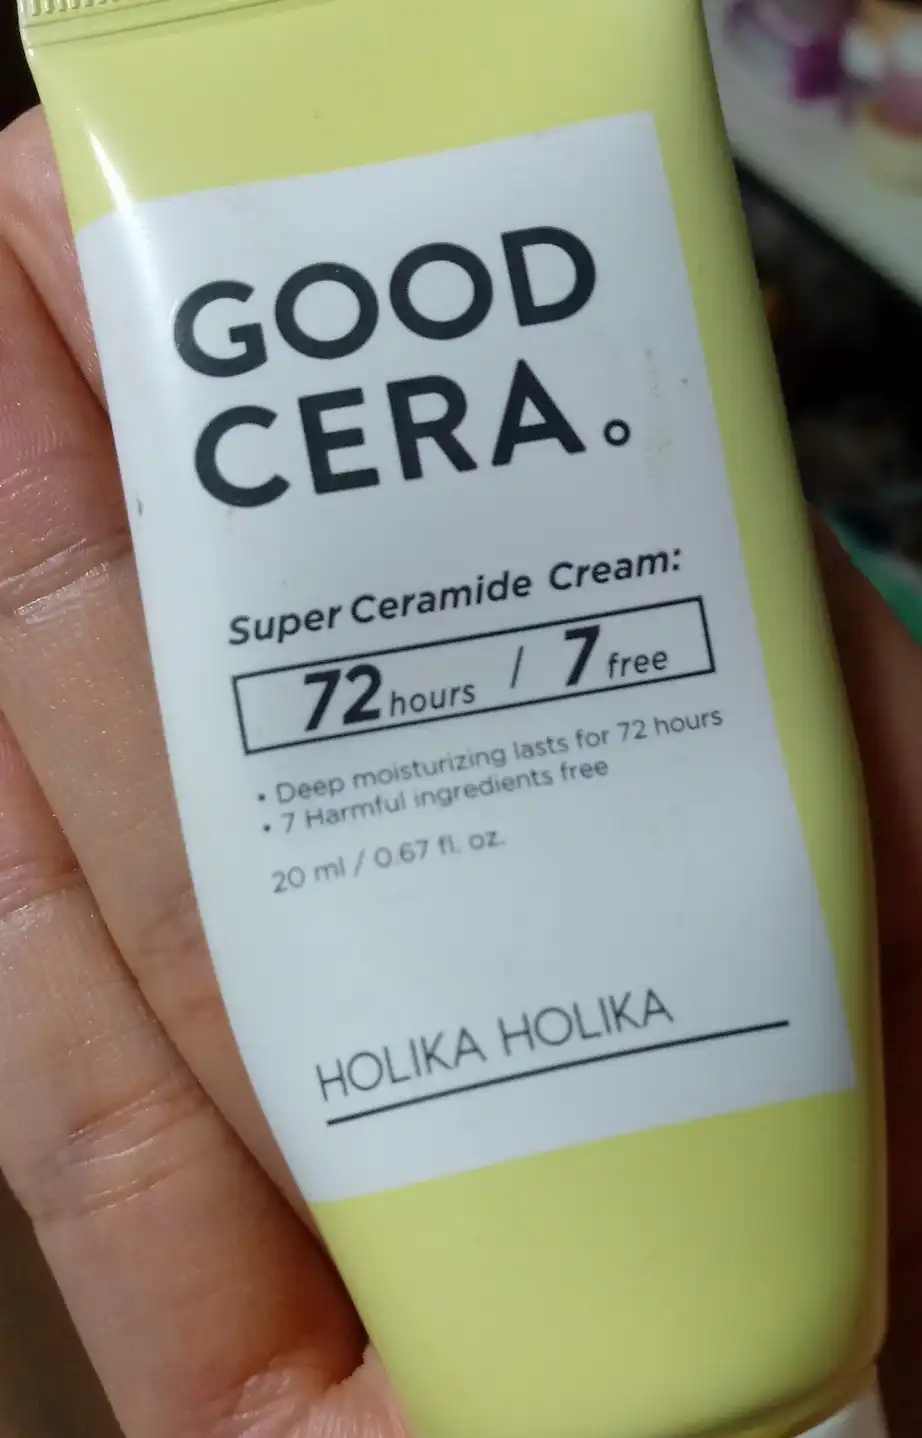 GOOD
CERA.
Super Ceramide Cream:
72 hours / 7 free
• Deep moisturizing lasts for 72 hours
• 7 Harmful ingredients free
20 ml / 0.67 fl. oz.
HOLIKA HOLIKA